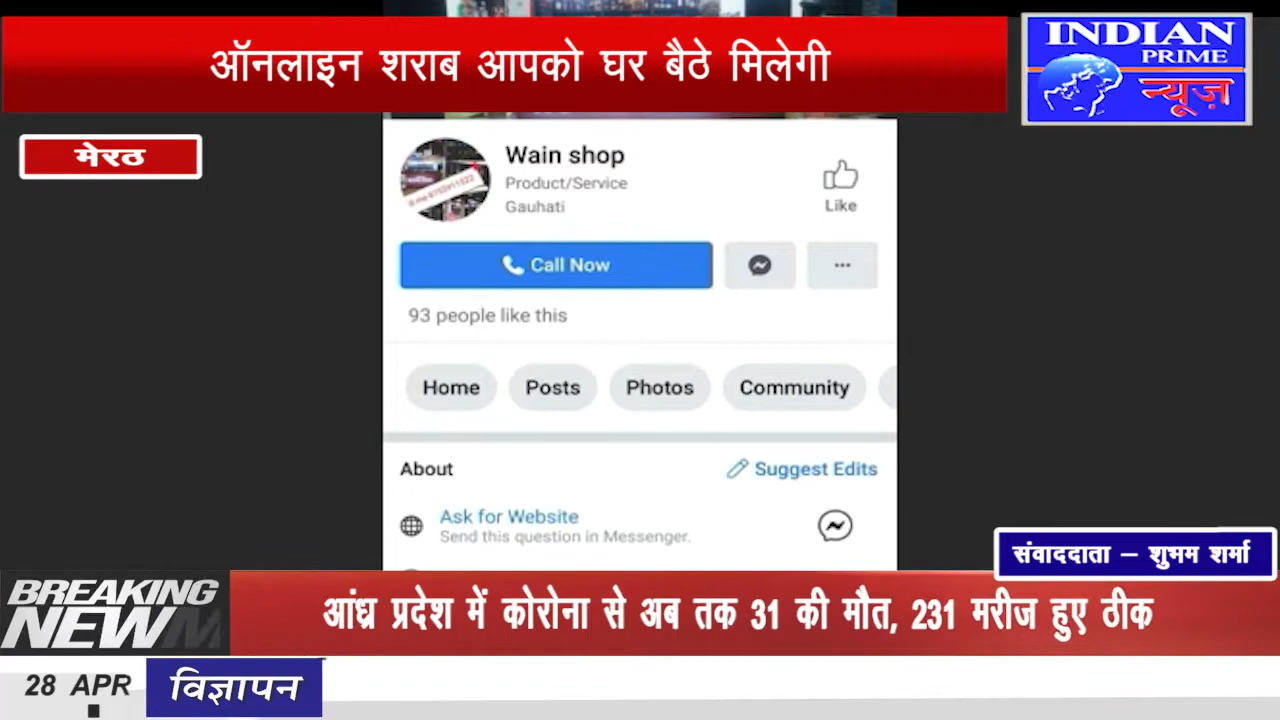 ऑनलाइन शराब आपको घर बैठे मिलेगी
INDIAN
PRIME
न्यूज़
मेरठ
Wain shop
Product/Service
Gauhati
Like
Call Now
93 people like this
Home
Posts
Photos
Community
About
Suggest Edits
Ask for Website
Send this question in Messenger.
संवाददाता – शुभम शर्मा
BREAKING
NEW
आंध्र प्रदेश में कोरोना से अब तक 31 की मौत, 231 मरीज हुए ठीक
28 APR
विज्ञापन